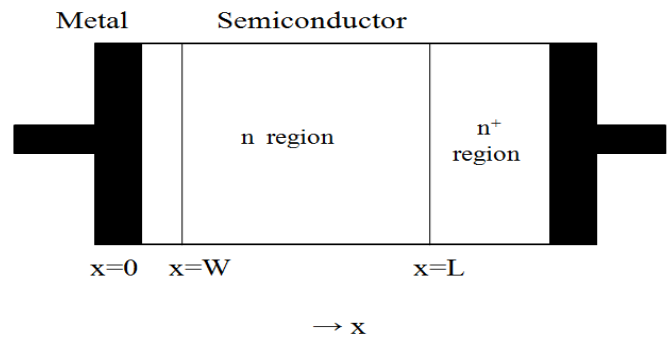 Metal
Semiconductor
n region
n+
region
x=0
x=W
x=L
→ x